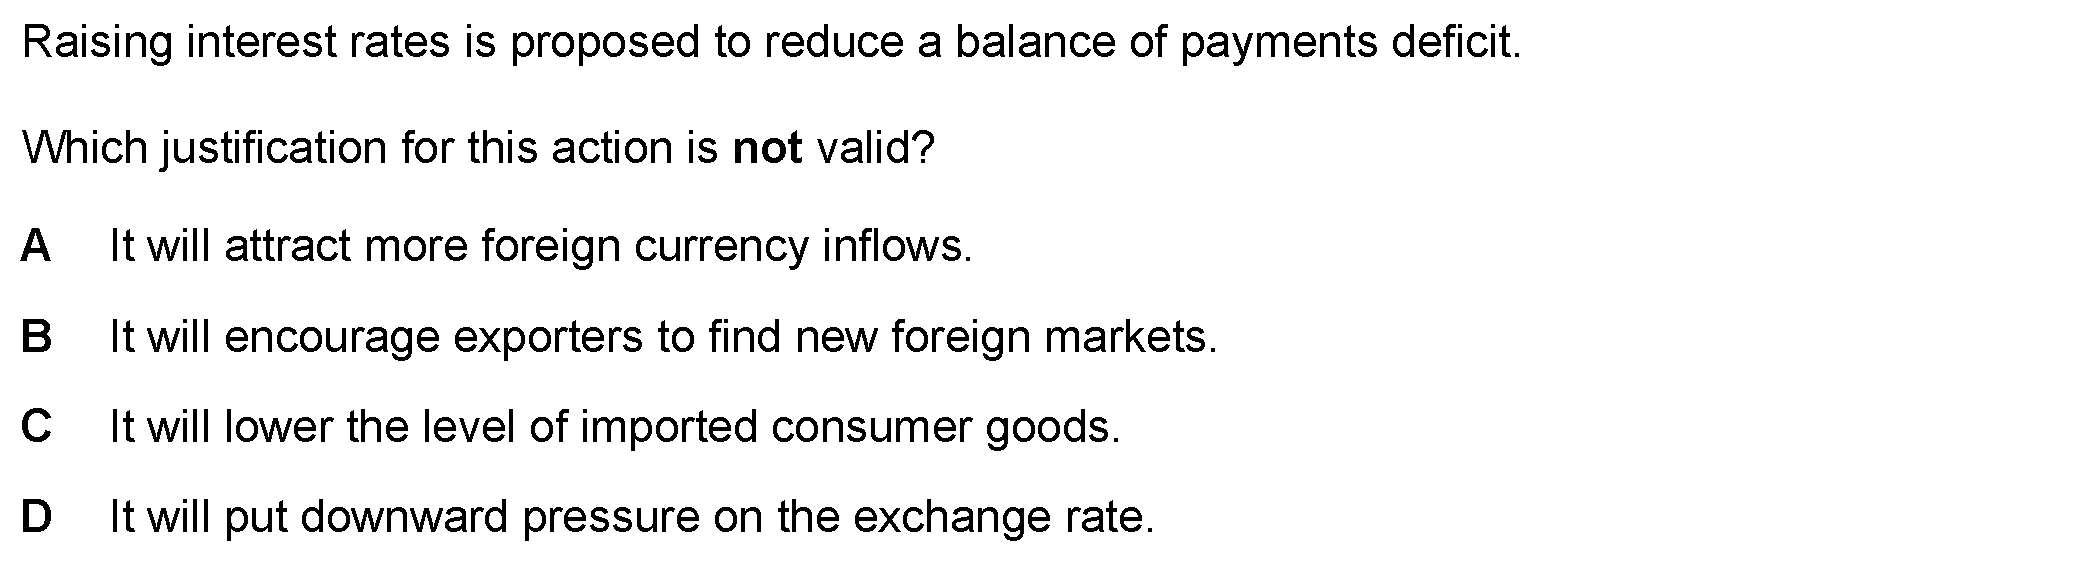 Raising interest rates is proposed to reduce a balance of payments deficit.
Which justification for this action is not valid?
A It will attract more foreign currency inflows.
B It will encourage exporters to find new foreign markets.
C It will lower the level of imported consumer goods.
D It will put downward pressure on the exchange rate.